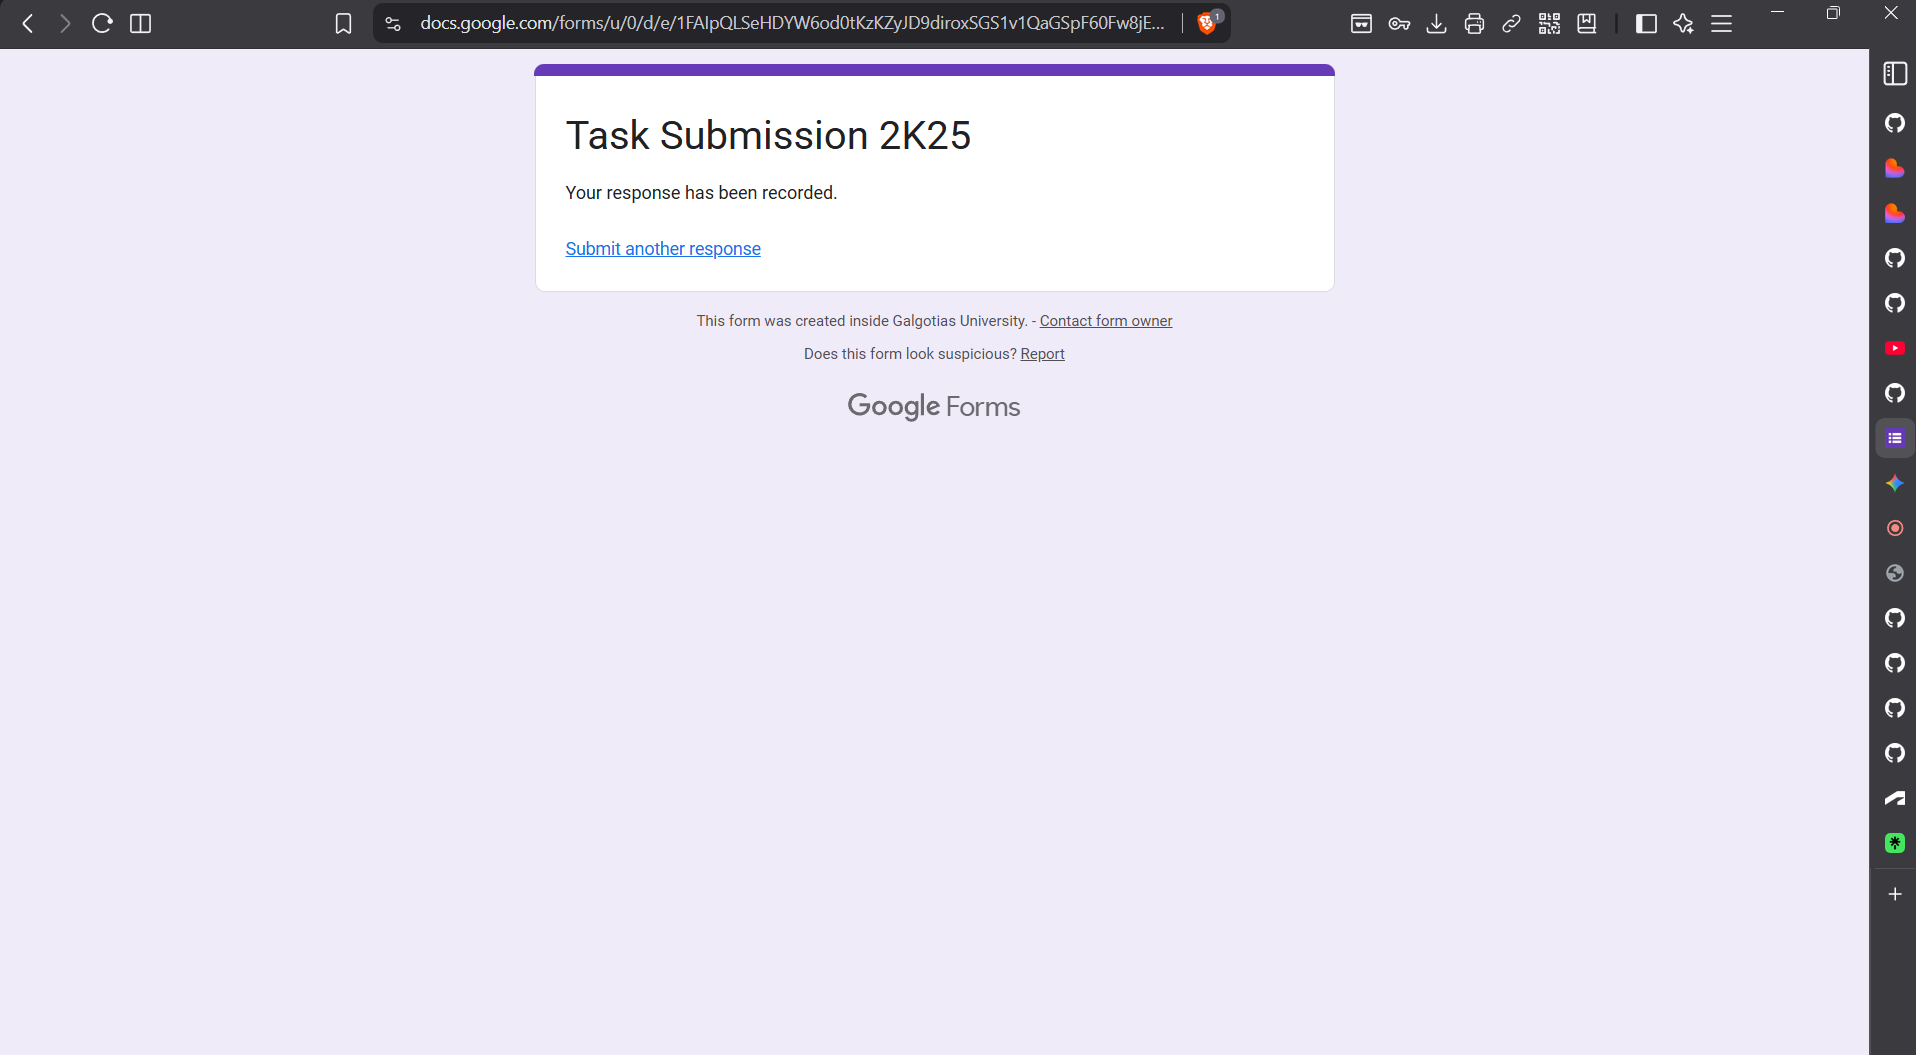 docs.google.com/forms/u/0/d/e/1FAIpQLSeHDYW6od0tKzKZyJD9diroxSGS1v1QaGSpF60Fw8jE...
1
Task Submission 2K25
Your response has been recorded.
Submit another response
This form was created inside Galgotias University. - Contact form owner
Does this form look suspicious? Report
Google Forms